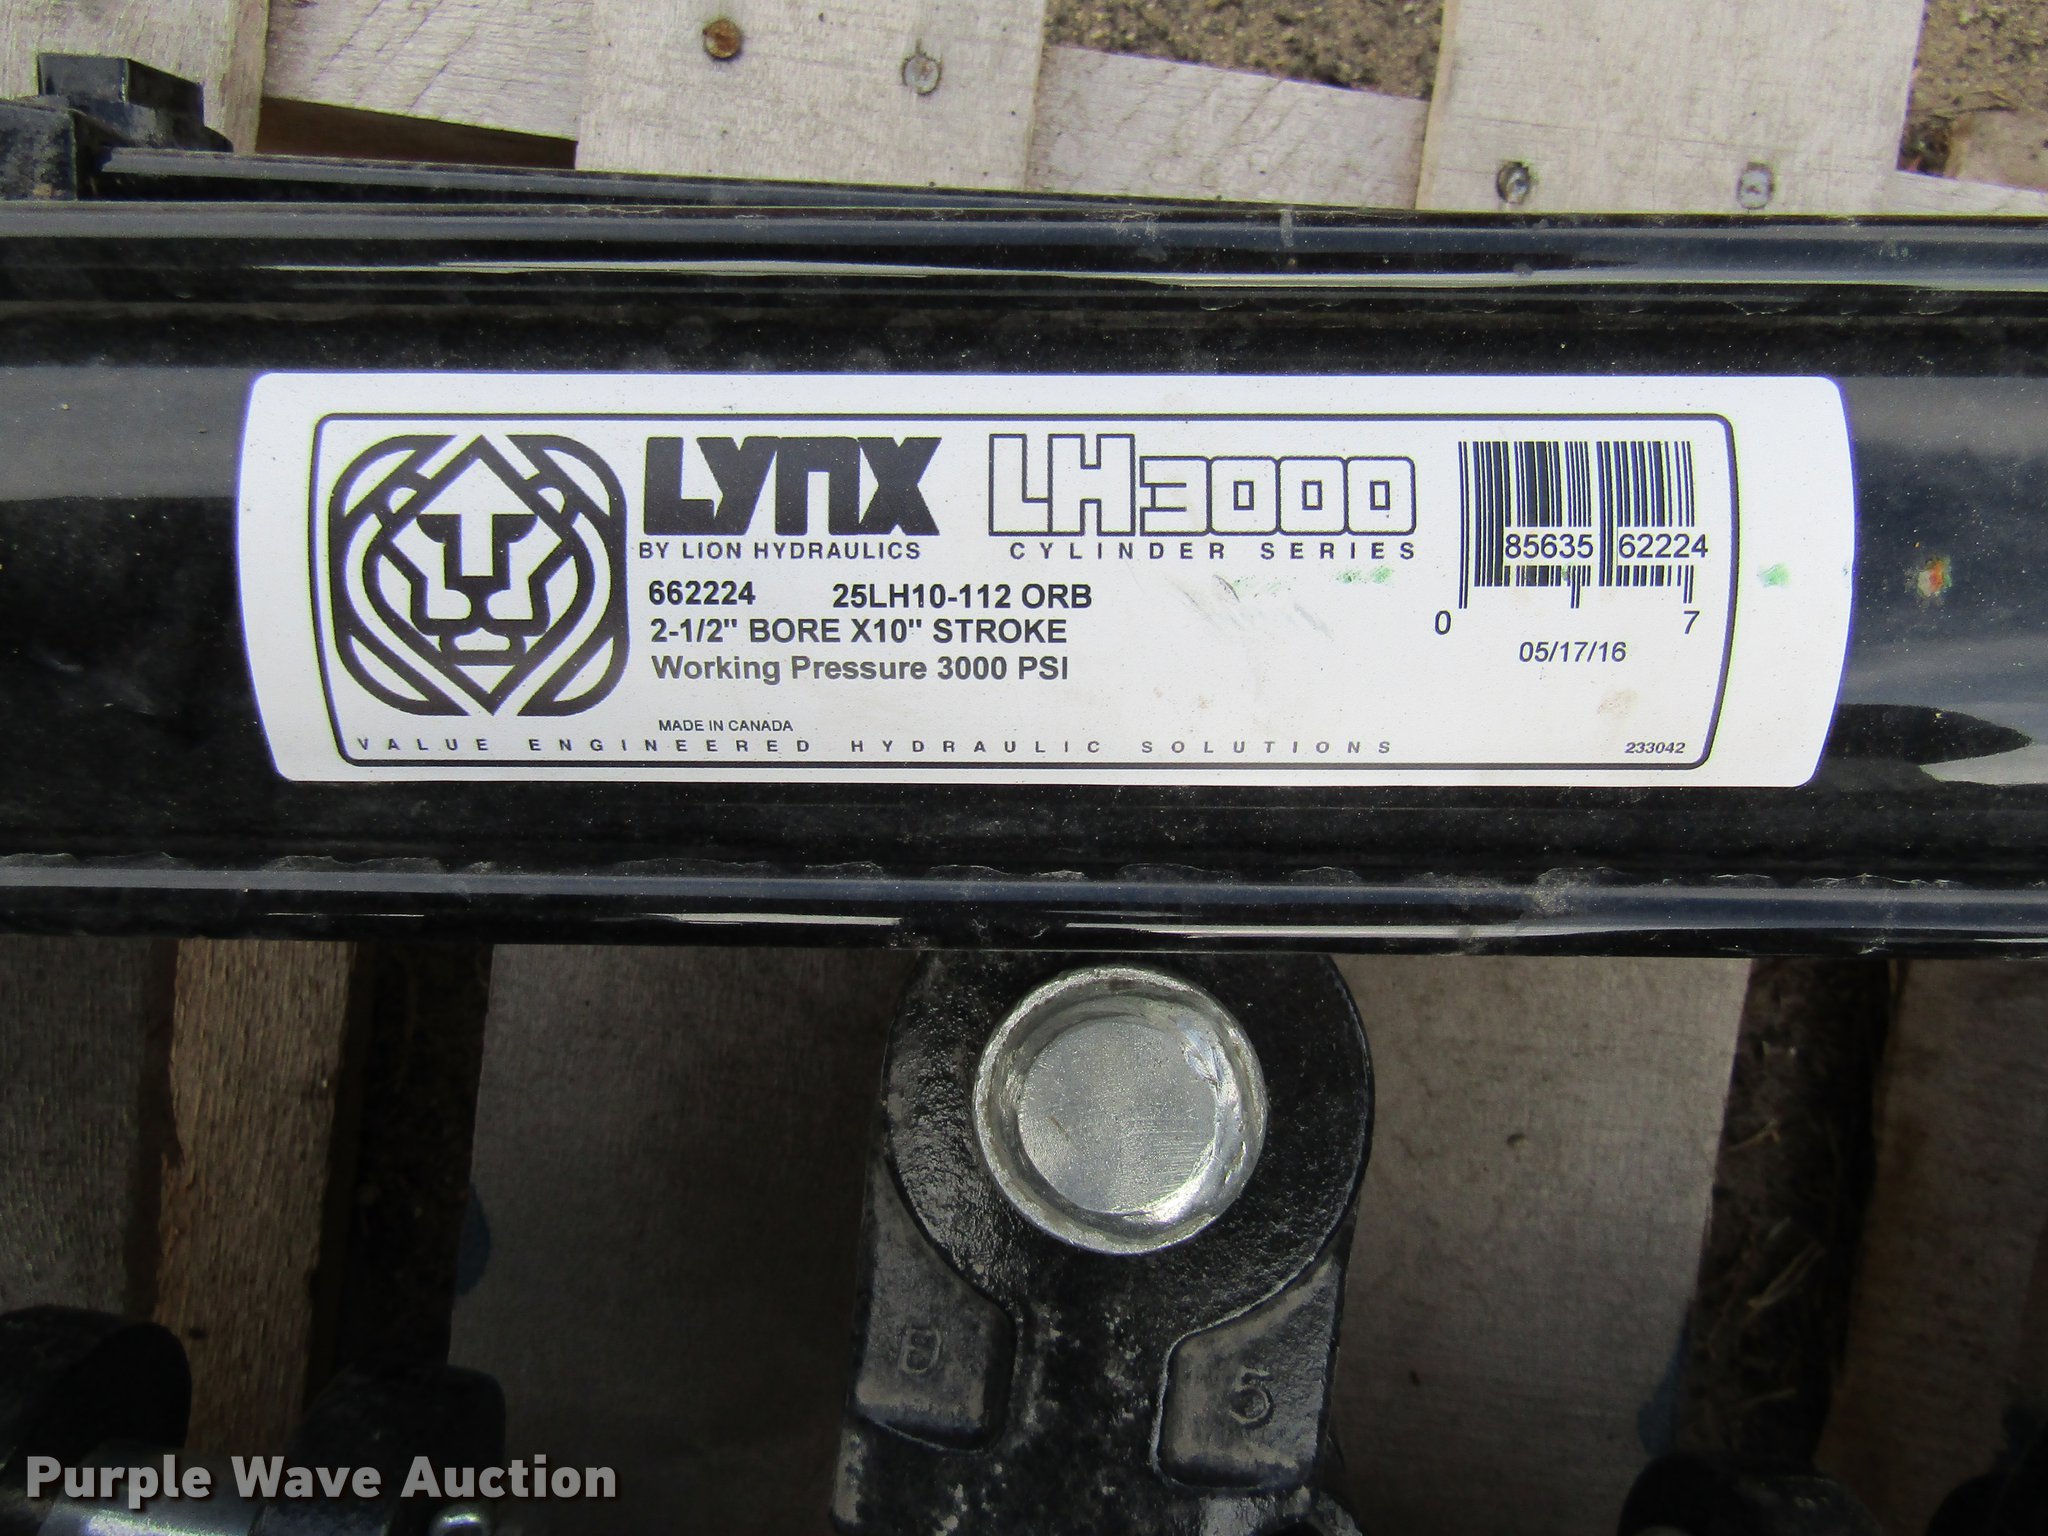 LYNX LH3000
BY LION HYDRAULICS CYLINDER SERIES
662224 25LH10-112 ORB
2-1/2" BORE X10" STROKE
Working Pressure 3000 PSI
MADE IN CANADA
VALUE ENGINEERED HYDRAULIC SOLUTIONS
85635 62224
0 7
05/17/16
233042
8 5
Purple Wave Auction